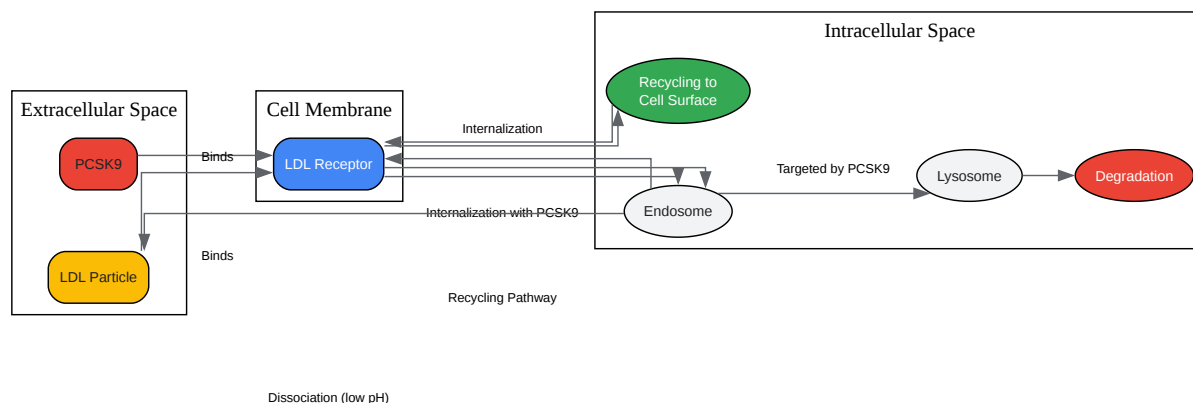 Intracellular Space
Recycling to
Cell Surface
Extracellular Space
Cell Membrane
Internalization
PCSK9
Binds
LDL Receptor
Targeted by PCSK9
Lysosome
Degradation
Internalization with PCSK9
Endosome
Binds
LDL Particle
Recycling Pathway
Dissociation (low pH)